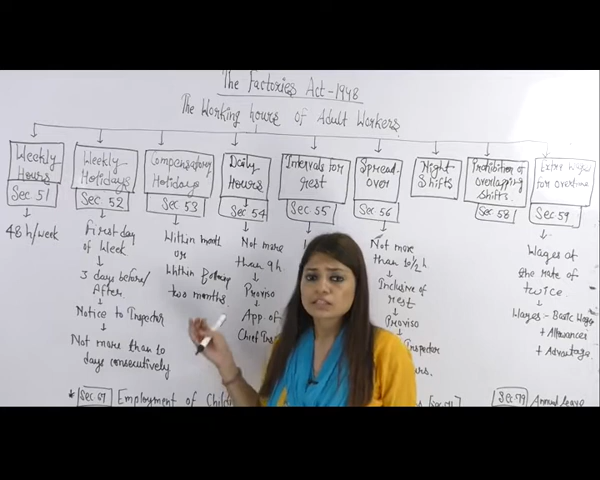 The Factories Act-1948
The Working hours of Adult Workers
Weekly
Hours
Sec 51
48 h/week
Weekly
Holidays
Sec 52
First day
of Week
3 days before/
After
Notice to Inspector
Not more than 10
days consecutively
Compensatory
Holidays
Sec 53
Within month
or
Within
two months
Daily
Hours
Sec 54
Not more
than 9h
Proviso
App of
Chief
Intervals for
rest
Sec 55
Spread-
over
Sec 56
Not more
than 10½ h
Inclusive of
rest
Proviso
Night
Shifts
Prohibition of
overlapping
shifts
Sec 58
Extra wages
for overtime
Sec 59
Wages at
the rate of
twice
Wages- Basic Wages
+ Allowances
+ Advantage
* Sec 67 Employment of
Sec 79 Annual Leave